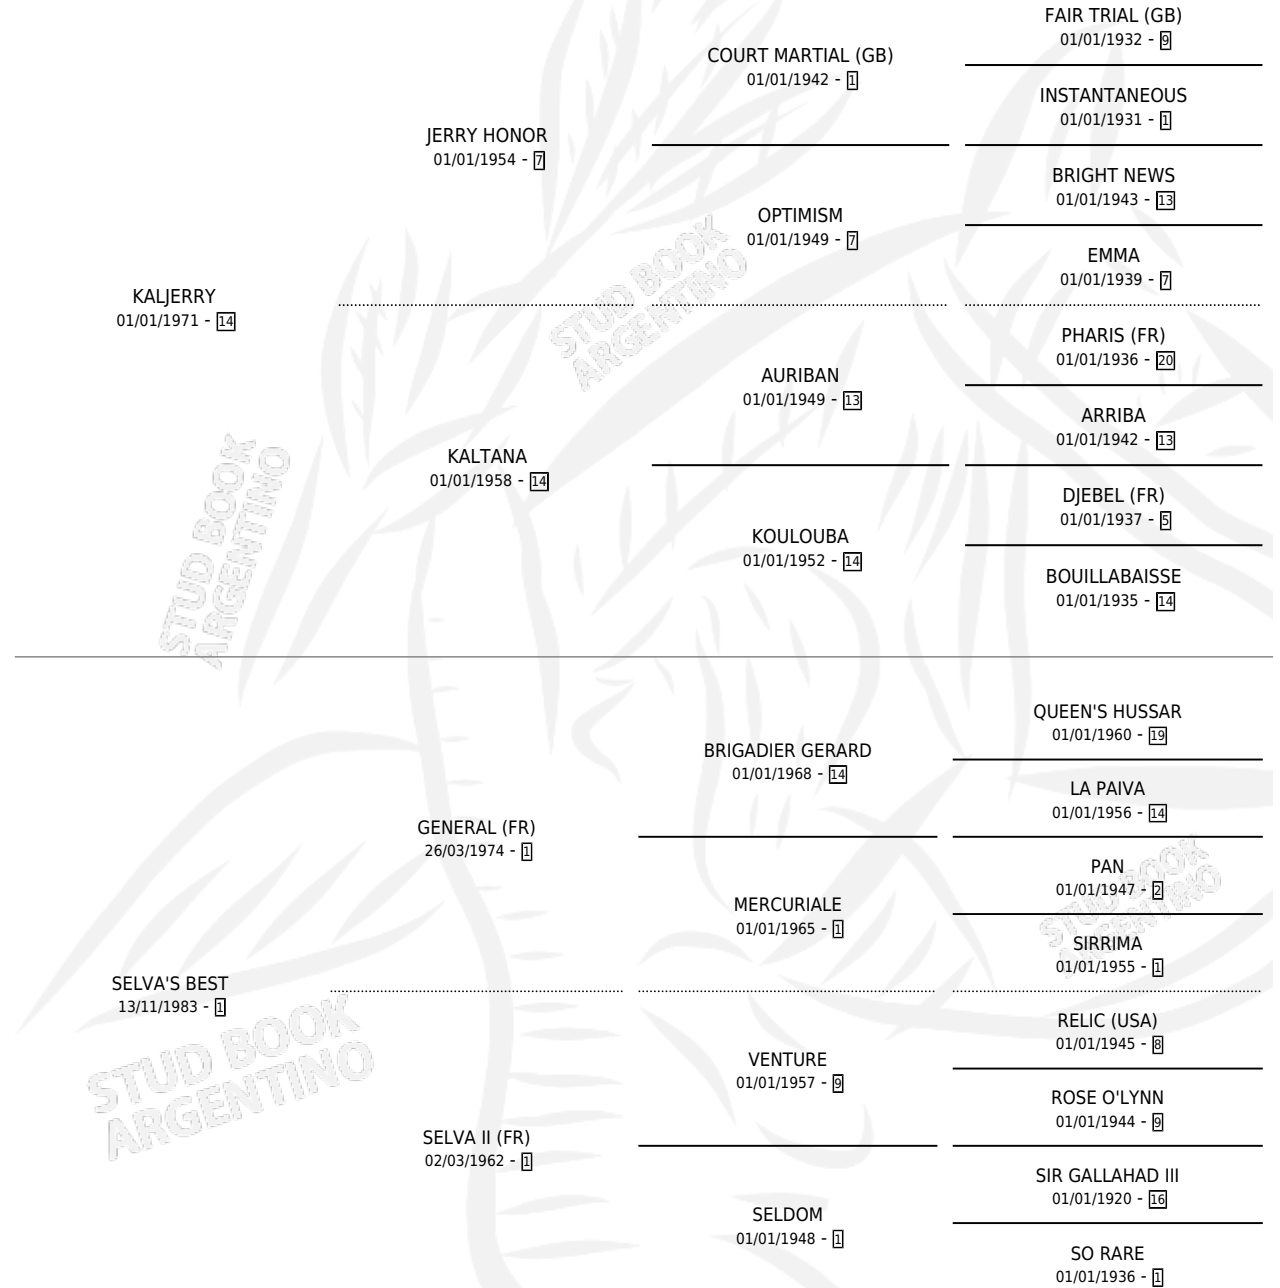 FAIR TRIAL (GB)
01/01/1932 - 9
COURT MARTIAL (GB)
01/01/1942 - 1
INSTANTANEOUS
01/01/1931 - 1
JERRY HONOR
01/01/1954 - 7
BRIGHT NEWS
01/01/1943 - 13
OPTIMISM
01/01/1949 - 7
EMMA
01/01/1939 - 7
KALJERRY
01/01/1971 - 14
PHARIS (FR)
01/01/1936 - 20
AURIBAN
01/01/1949 - 13
ARRIBA
01/01/1942 - 13
KALTANA
01/01/1958 - 14
DJEBEL (FR)
01/01/1937 - 5
KOULOUBA
01/01/1952 - 14
BOUILLABAISSE
01/01/1935 - 14
STUD BOOK
ARGENTINO
STUD BOOK
ARGENTINO
QUEEN'S HUSSAR
01/01/1960 - 19
BRIGADIER GERARD
01/01/1968 - 14
LA PAIVA
01/01/1956 - 14
GENERAL (FR)
26/03/1974 - 1
PAN
01/01/1947 - 2
MERCURIALE
01/01/1965 - 1
SIRRIMA
01/01/1955 - 1
STUD BOOK
ARGENTINO
SELVA'S BEST
13/11/1983 - 1
RELIC (USA)
01/01/1945 - 8
VENTURE
01/01/1957 - 9
ROSE O'LYNN
01/01/1944 - 9
STUD BOOK
ARGENTINO
SELVA II (FR)
02/03/1962 - 1
SIR GALLAHAD III
01/01/1920 - 16
SELDOM
01/01/1948 - 1
SO RARE
01/01/1936 - 1